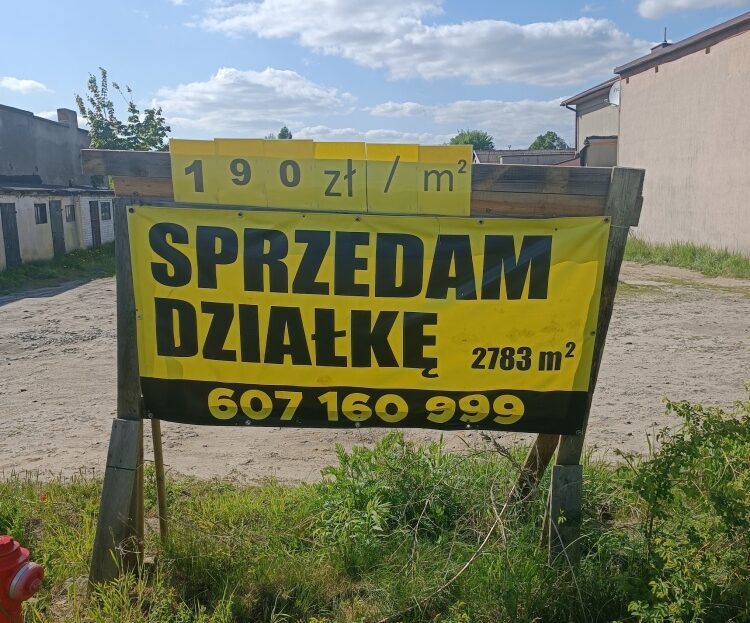 190 zł/m²
SPRZEDAM
DZIAŁKĘ 2783 m²
607 160 999